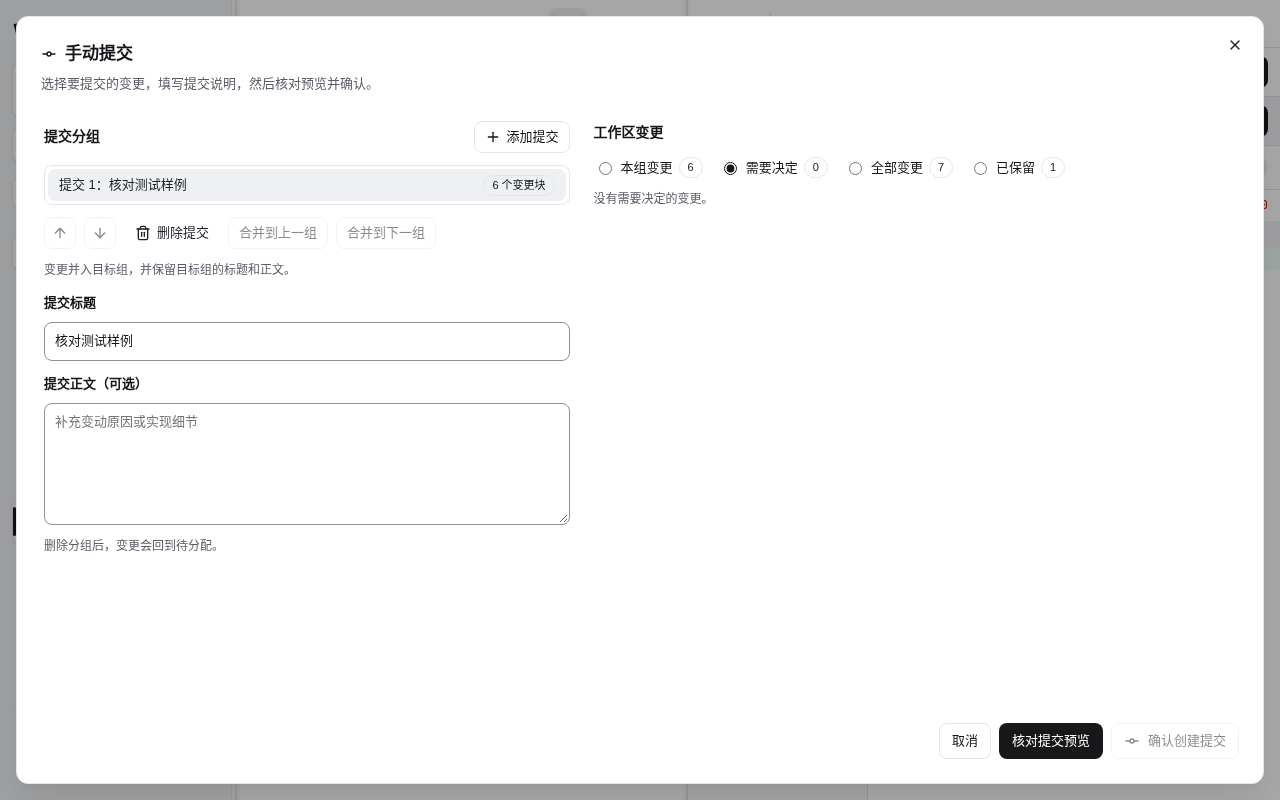 手动提交
选择要提交的变更，填写提交说明，然后核对预览并确认。
提交分组
添加提交
提交 1：核对测试样例
6 个变更块
删除提交
合并到上一组
合并到下一组
变更并入目标组，并保留目标组的标题和正文。
提交标题
核对测试样例
提交正文（可选）
补充变动原因或实现细节
删除分组后，变更会回到待分配。
工作区变更
本组变更 6 需要决定 0 全部变更 7 已保留 1
没有需要决定的变更。
取消
核对提交预览
确认创建提交